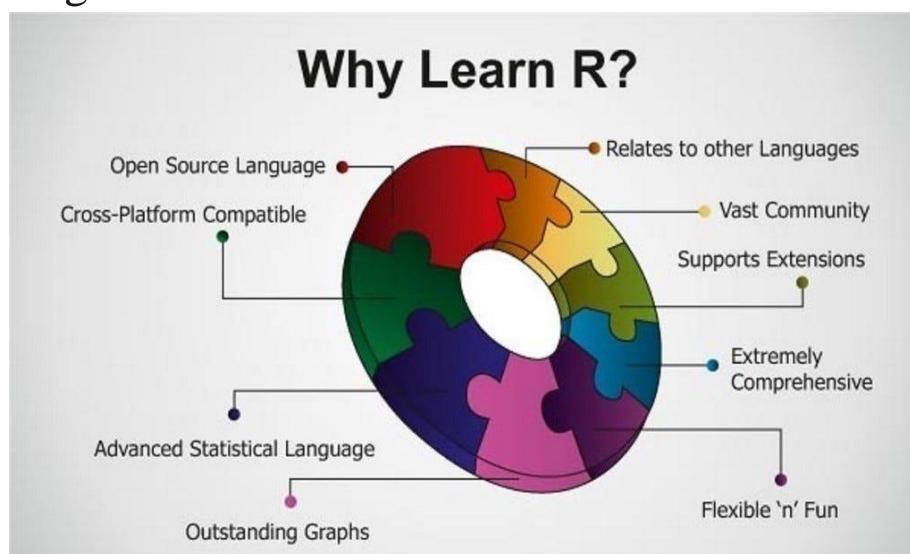 Why Learn R?
Open Source Language
Relates to other Languages
Cross-Platform Compatible
Vast Community
Supports Extensions
Extremely
Comprehensive
Advanced Statistical Language
Flexible ‘n’ Fun
Outstanding Graphs